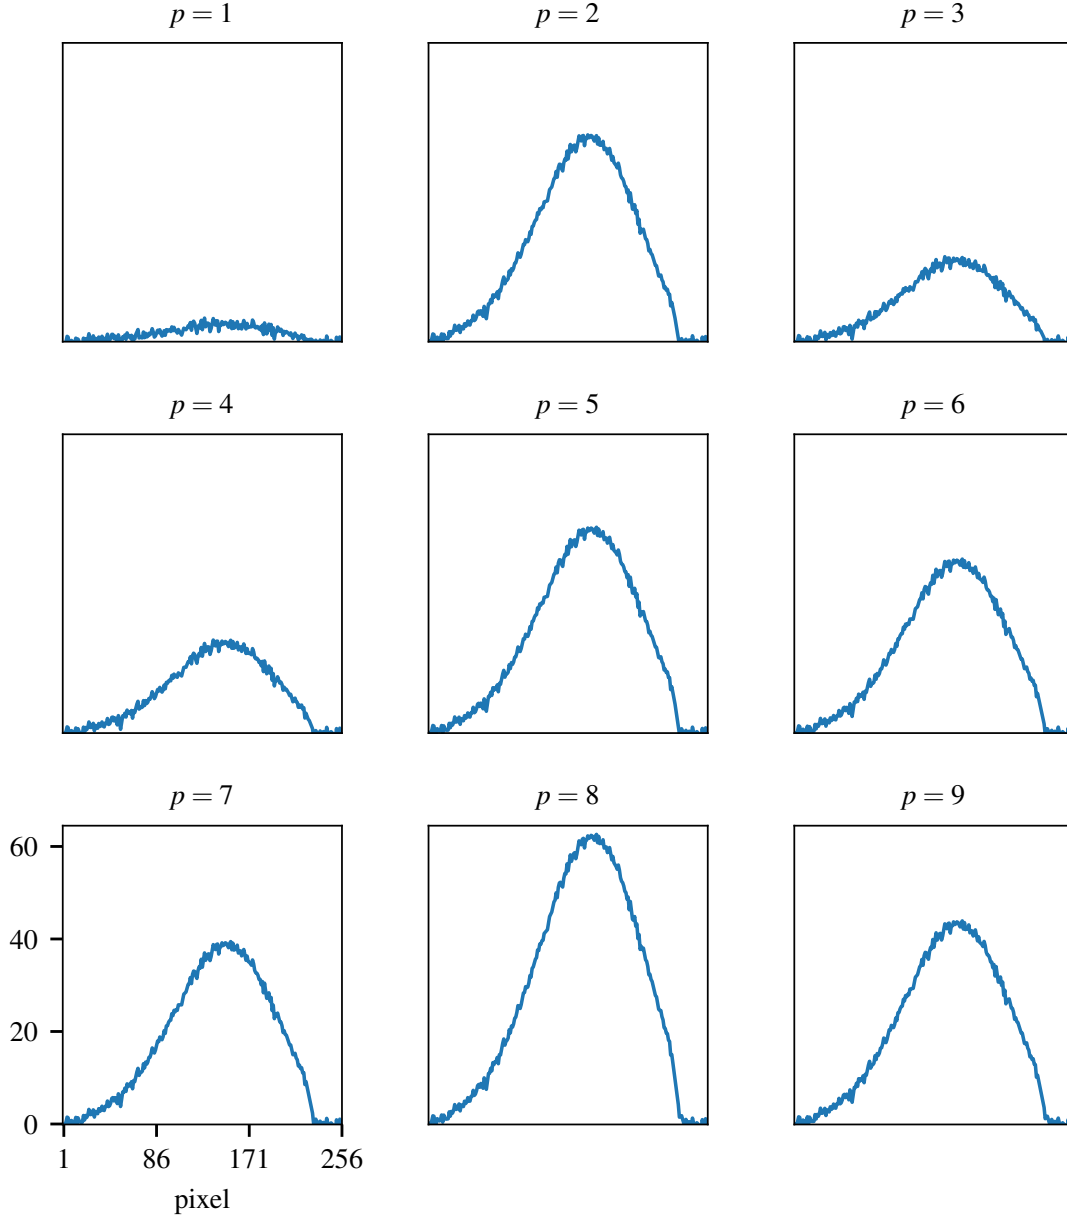 p = 1
p = 2
p = 3
p = 4
p = 5
p = 6
p = 7
p = 8
p = 9
60
40
20
0
1 86 171 256
pixel